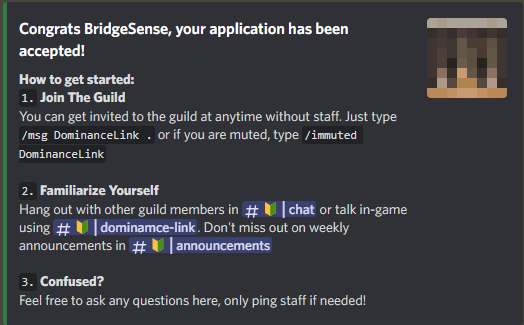 Congrats BridgeSense, your application has been
accepted!
How to get started:
1. Join The Guild
You can get invited to the guild at anytime without staff. Just type
/msg DominanceLink . or if you are muted, type /immuted
DominanceLink
2. Familiarize Yourself
Hang out with other guild members in # 🔰 | chat or talk in-game
using # 🔰 | dominamce-link. Don't miss out on weekly
announcements in # 🔰 | announcements
3. Confused?
Feel free to ask any questions here, only ping staff if needed!